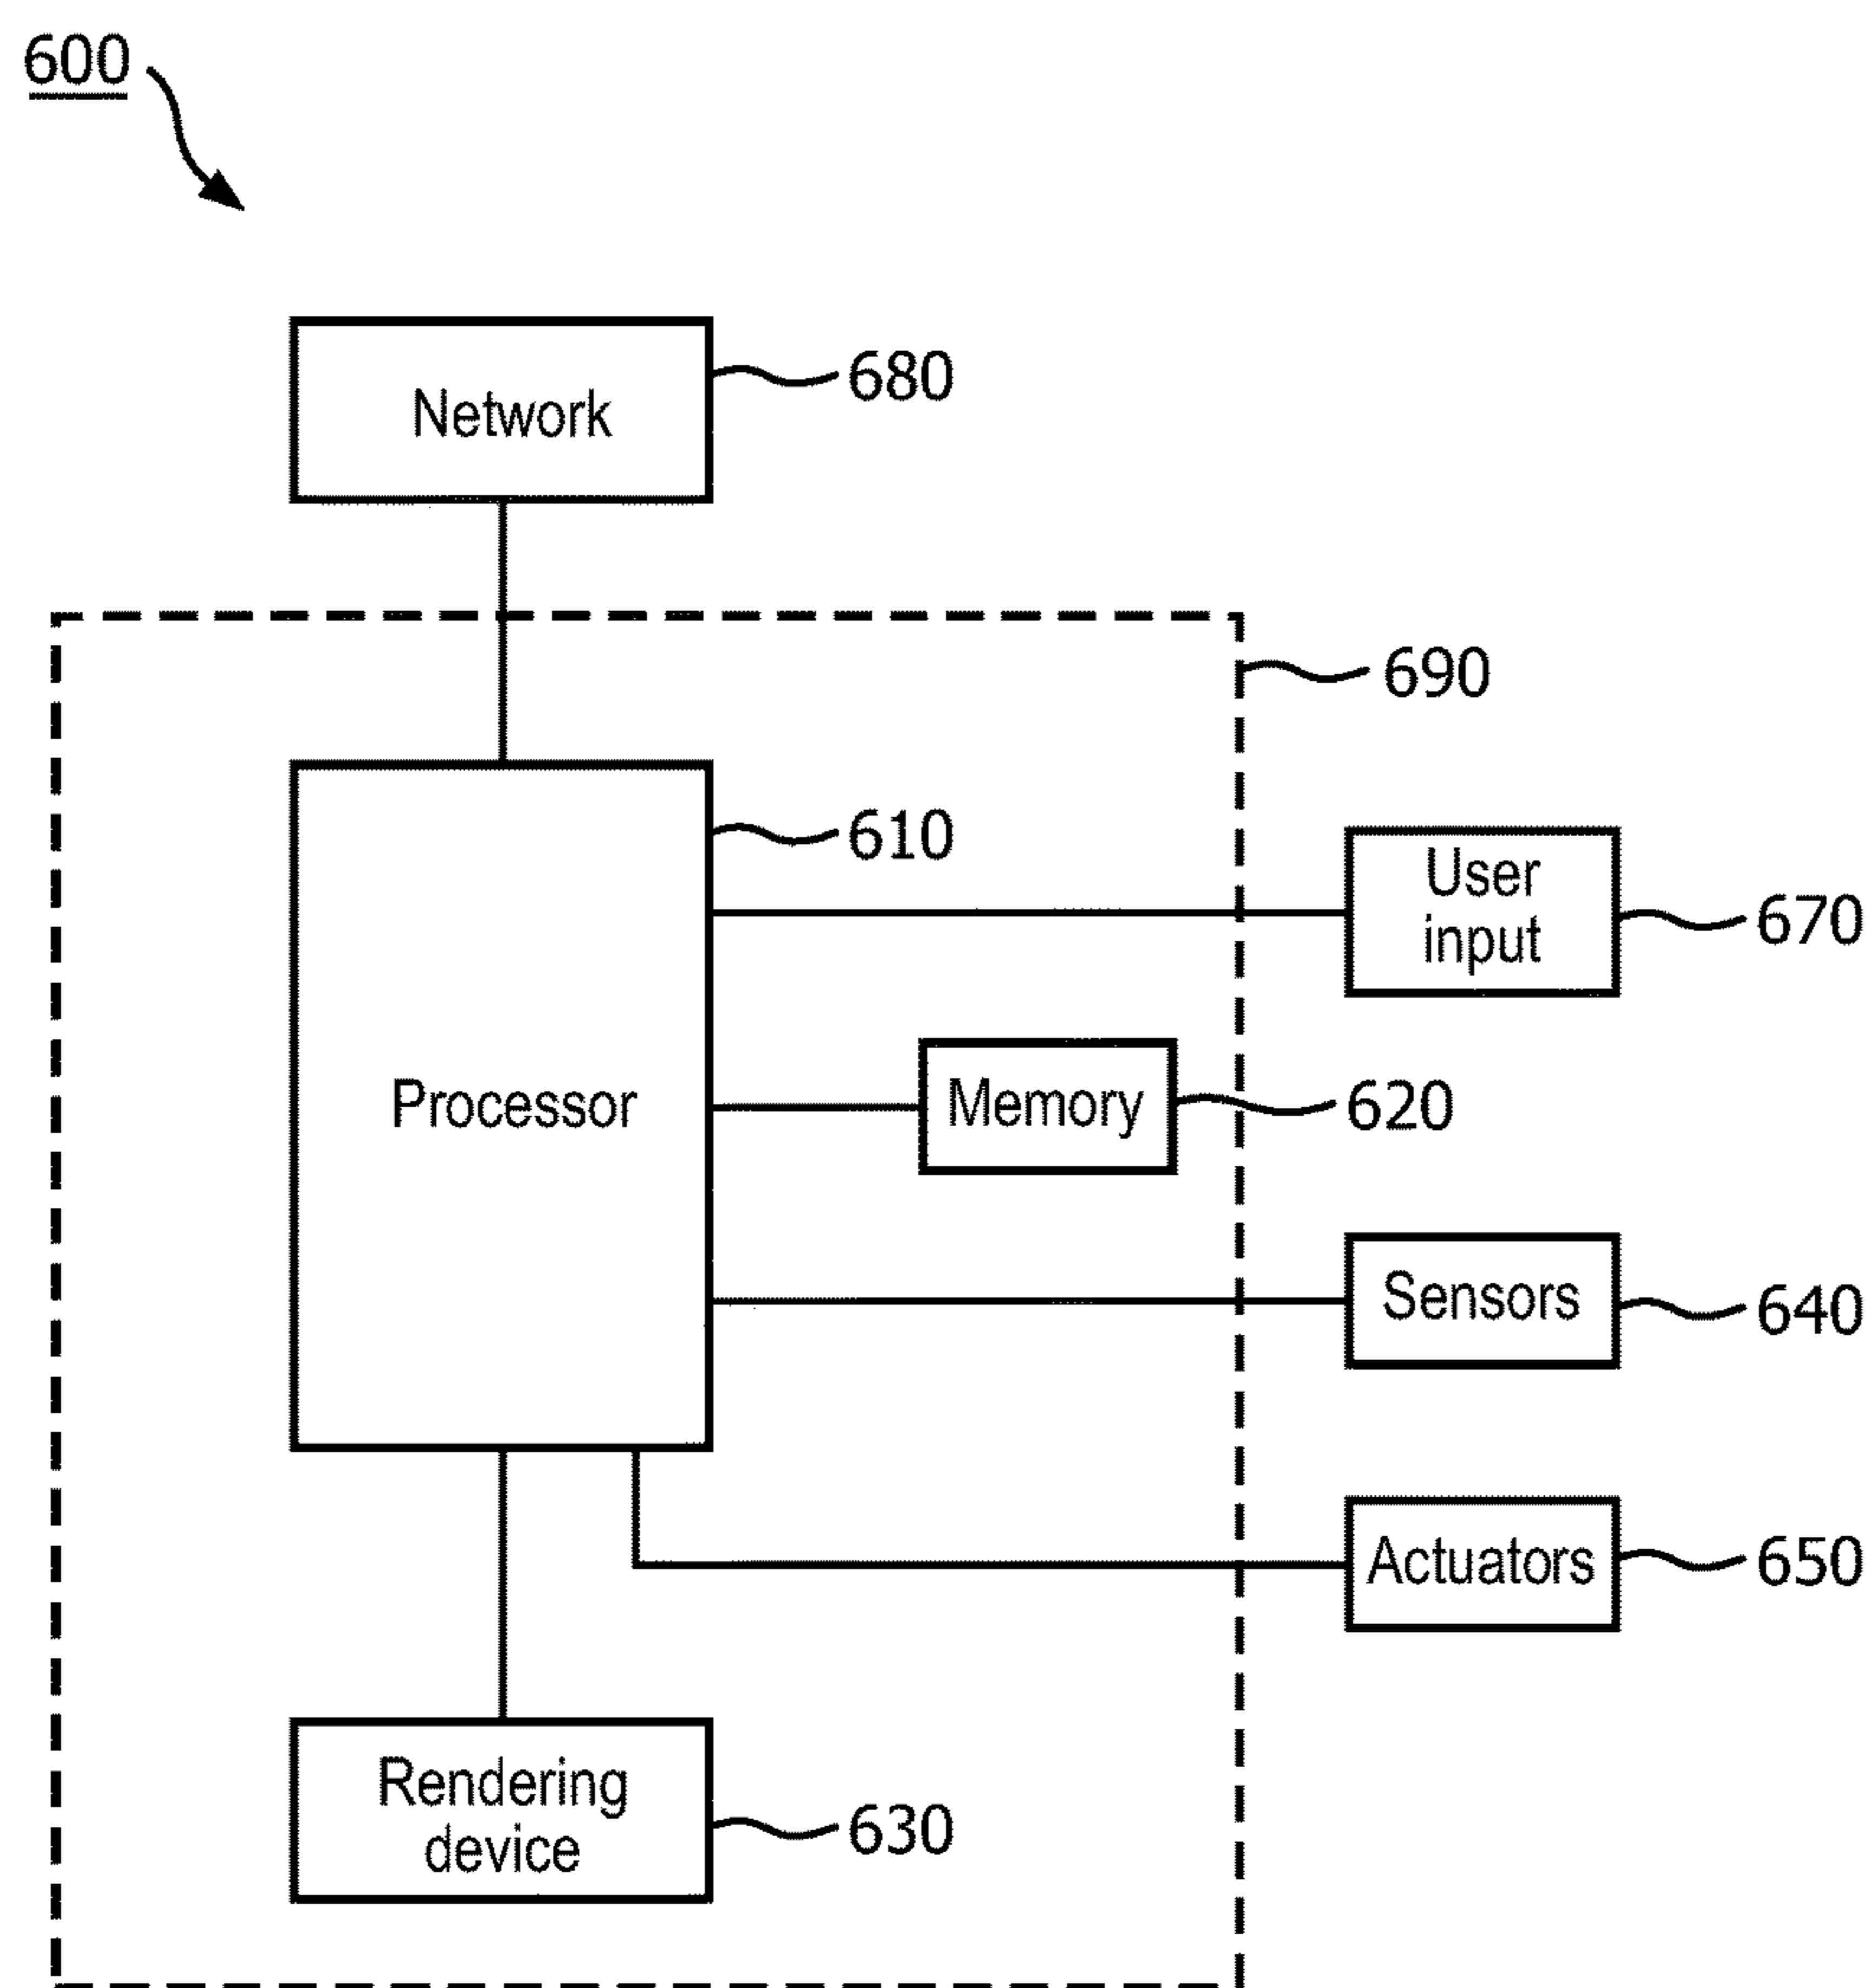 600
Network
680
690
Processor
610
User
input
670
Memory
620
Sensors
640
Actuators
650
Rendering
device
630